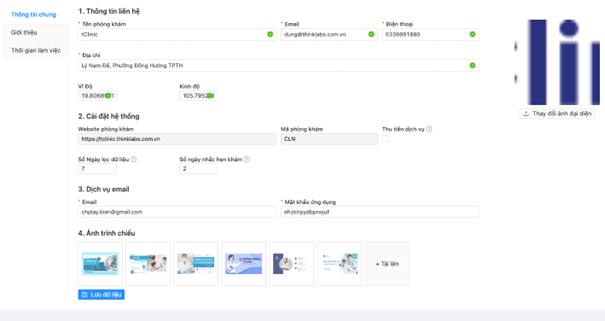 Thông tin chung
Giới thiệu
Thời gian làm việc
1. Thông tin liên hệ
* Tên phòng khám
tClinic
* Email
dung@thinklabs.com.vn
* Điện thoại
0339891880
* Địa chỉ
Lý Nam Đế, Phường Đông Hương TPTH
Vĩ Độ
19.8068
Kinh độ
105.795
2. Cài đặt hệ thống
Website phòng khám
https://tclinic.thinklabs.com.vn
Mã phòng khám
CLN
Thu tiền dịch vụ
Số Ngày lọc dữ liệu
7
Số ngày nhắc hẹn khám
2
3. Dịch vụ email
* Email
chplay.bien@gmail.com
* Mật khẩu ứng dụng
4. Ảnh trình chiếu
+ Tải lên
Lưu dữ liệu
lin
Thay đổi ảnh đại diện